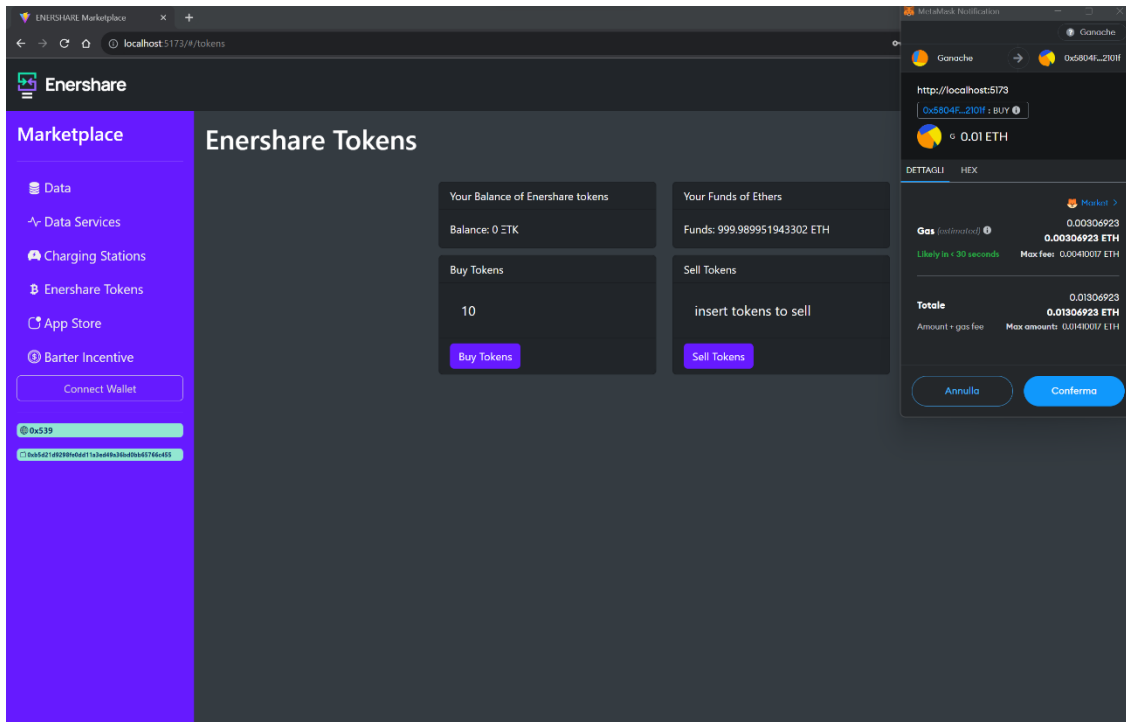 ENERSHARE Marketplace
localhost:5173/#/tokens
Enershare
Marketplace
Data
Data Services
Charging Stations
Enershare Tokens
App Store
Barter Incentive
Connect Wallet
0x539
Enershare Tokens
Your Balance of Enershare tokens
Balance: 0 ΞTK
Your Funds of Ethers
Funds: 999.989951943302 ETH
Buy Tokens
10
Buy Tokens
Sell Tokens
insert tokens to sell
Sell Tokens
MetaMask Notification
Ganache
Ganache
0x5804F...2101f
http://localhost:5173
0x5804F...2101f : BUY
G 0.01 ETH
DETTAGLI HEX
Market >
Gas (estimated) 0.00306923
0.00306923 ETH
Likely in < 30 seconds Max fee: 0.00410017 ETH
Totale 0.01306923
0.01306923 ETH
Amount + gas fee Max amount: 0.01410017 ETH
Annulla Conferma